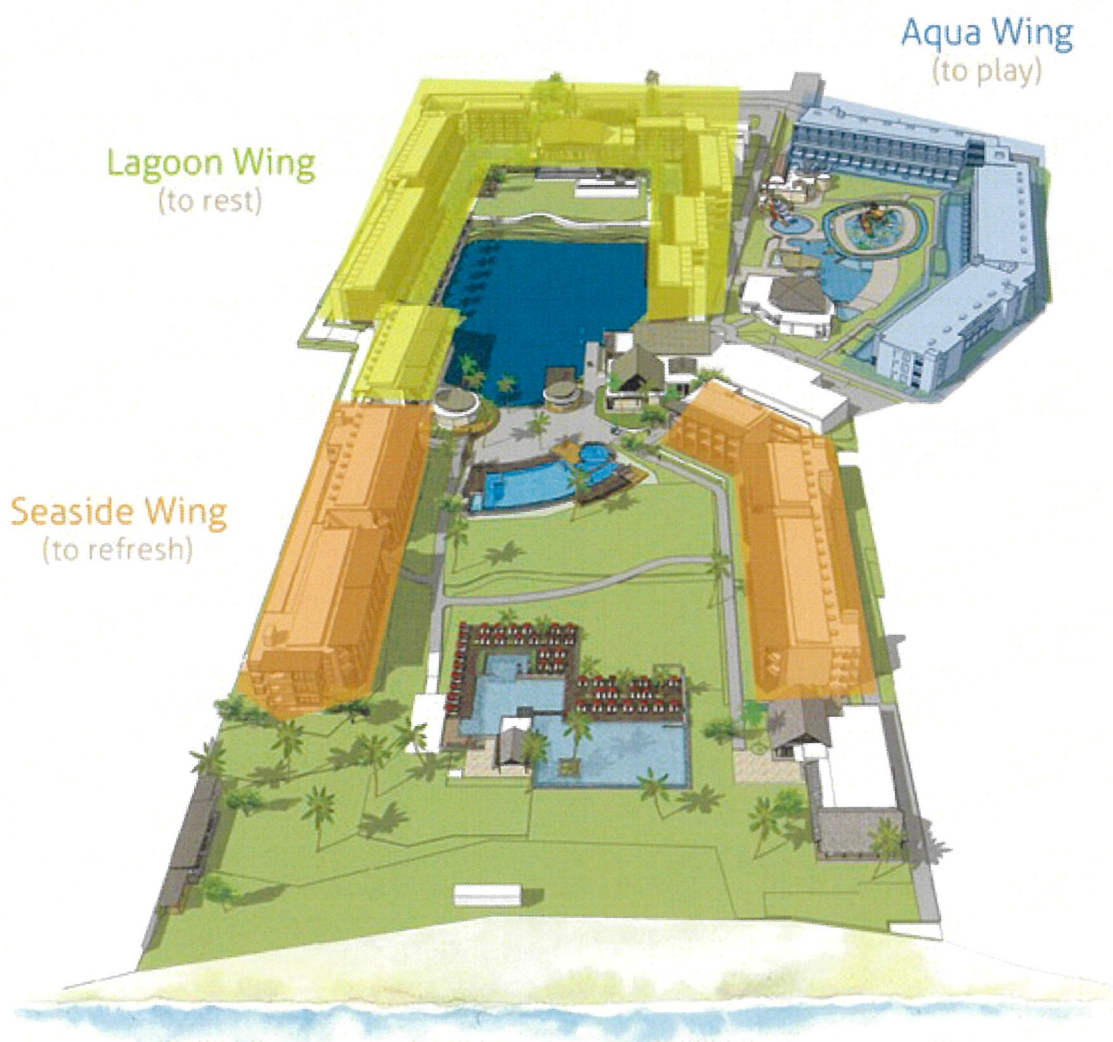 Aqua Wing
(to play)
Lagoon Wing
(to rest)
Seaside Wing
(to refresh)